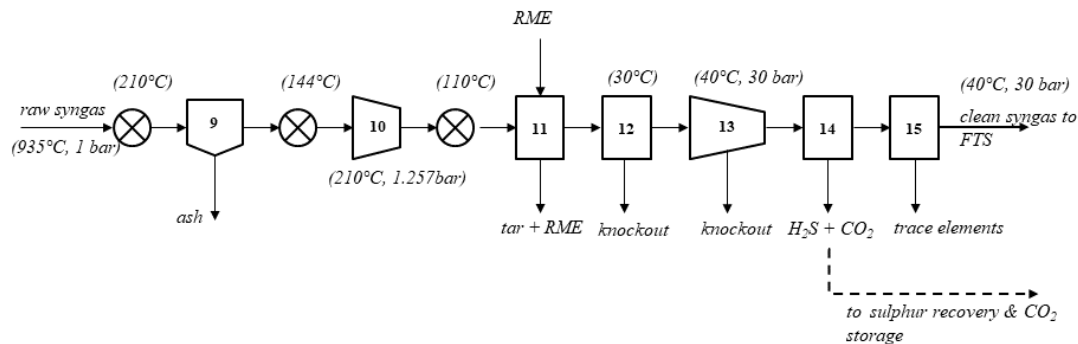 RME
(210°C)
(144°C)
(110°C)
(30°C)
(40°C, 30 bar)
(40°C, 30 bar)
raw syngas
9
10
11
12
13
14
15
clean syngas to
FTS
(935°C, 1 bar)
(210°C, 1.257bar)
ash
tar + RME
knockout
knockout
H₂S + CO₂
trace elements
to sulphur recovery & CO₂
storage